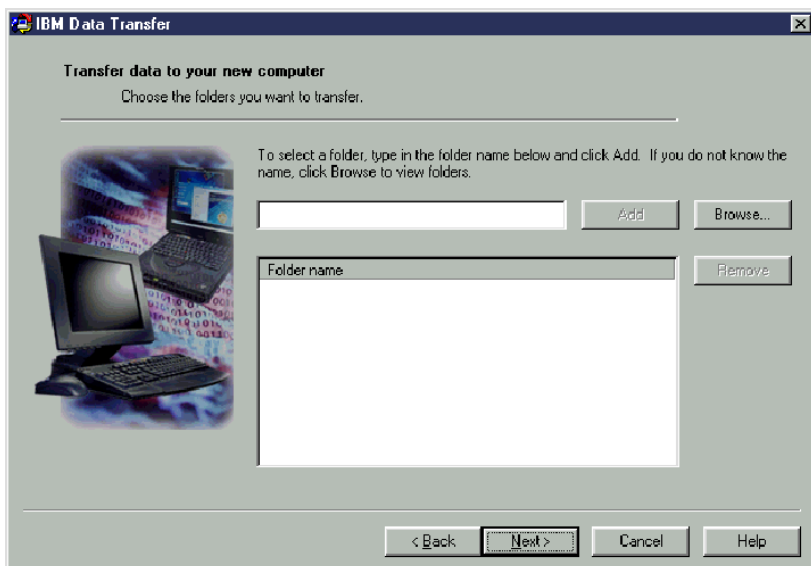 IBM Data Transfer
Transfer data to your new computer
Choose the folders you want to transfer.
To select a folder, type in the folder name below and click Add. If you do not know the
name, click Browse to view folders.
Add
Browse...
Folder name
Remove
< Back
Next >
Cancel
Help